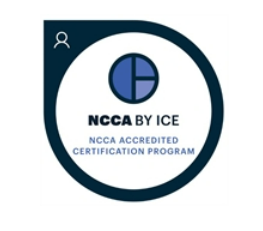 NCCA BY ICE
NCCA ACCREDITED
CERTIFICATION PROGRAM